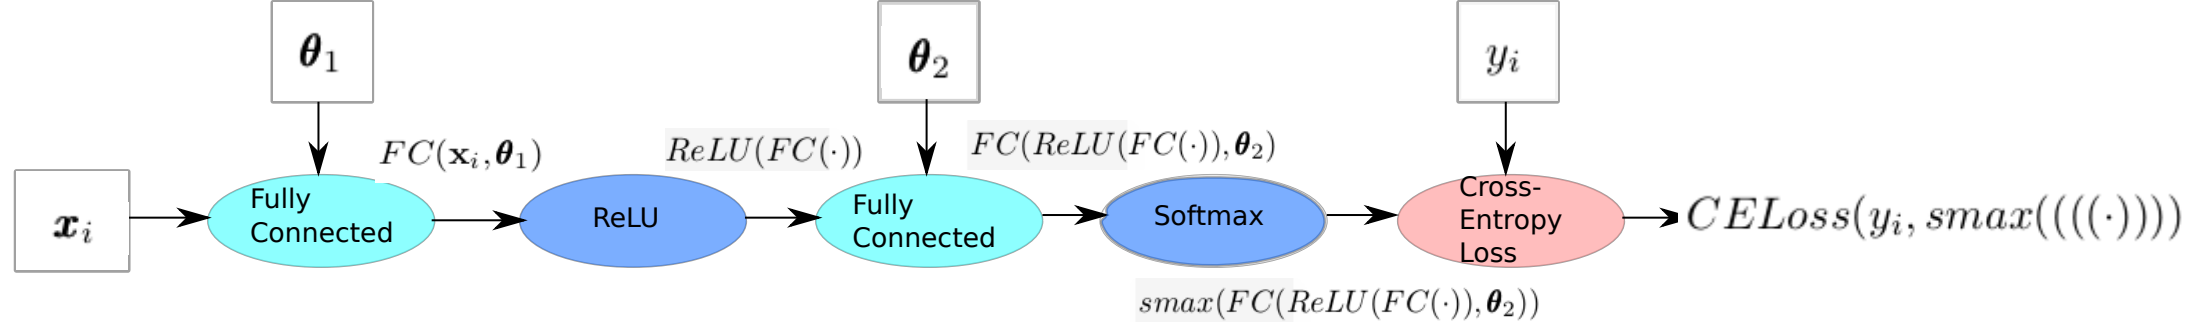 θ₁
θ₂
yᵢ
FC(xᵢ, θ₁)
ReLU(FC(·))
FC(ReLU(FC(·)), θ₂)
xᵢ
Fully
Connected
ReLU
Fully
Connected
Softmax
Cross-
Entropy
Loss
CELoss(yᵢ, smax((((·))))
smax(FC(ReLU(FC(·)), θ₂))